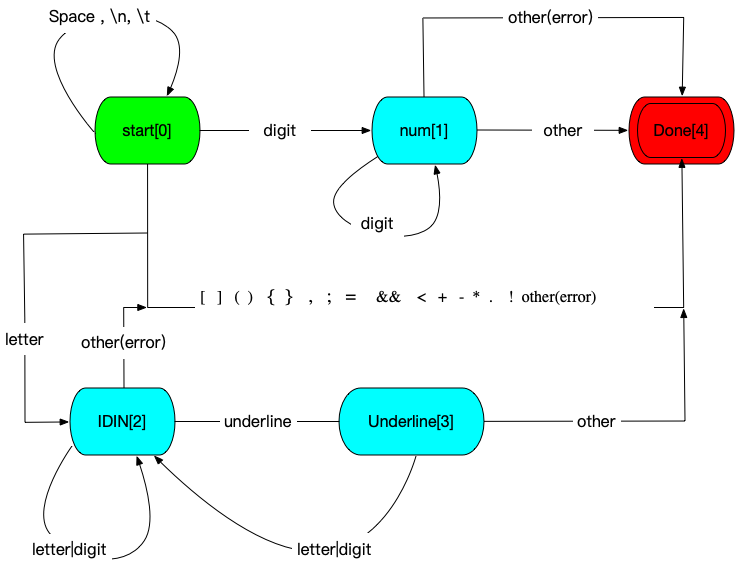 Space , \n, \t
other(error)
start[0]
digit
num[1]
other
Done[4]
digit
[ ] ( ) { } , ; = && < + - * . ! other(error)
letter
other(error)
IDIN[2]
underline
Underline[3]
other
letter|digit
letter|digit